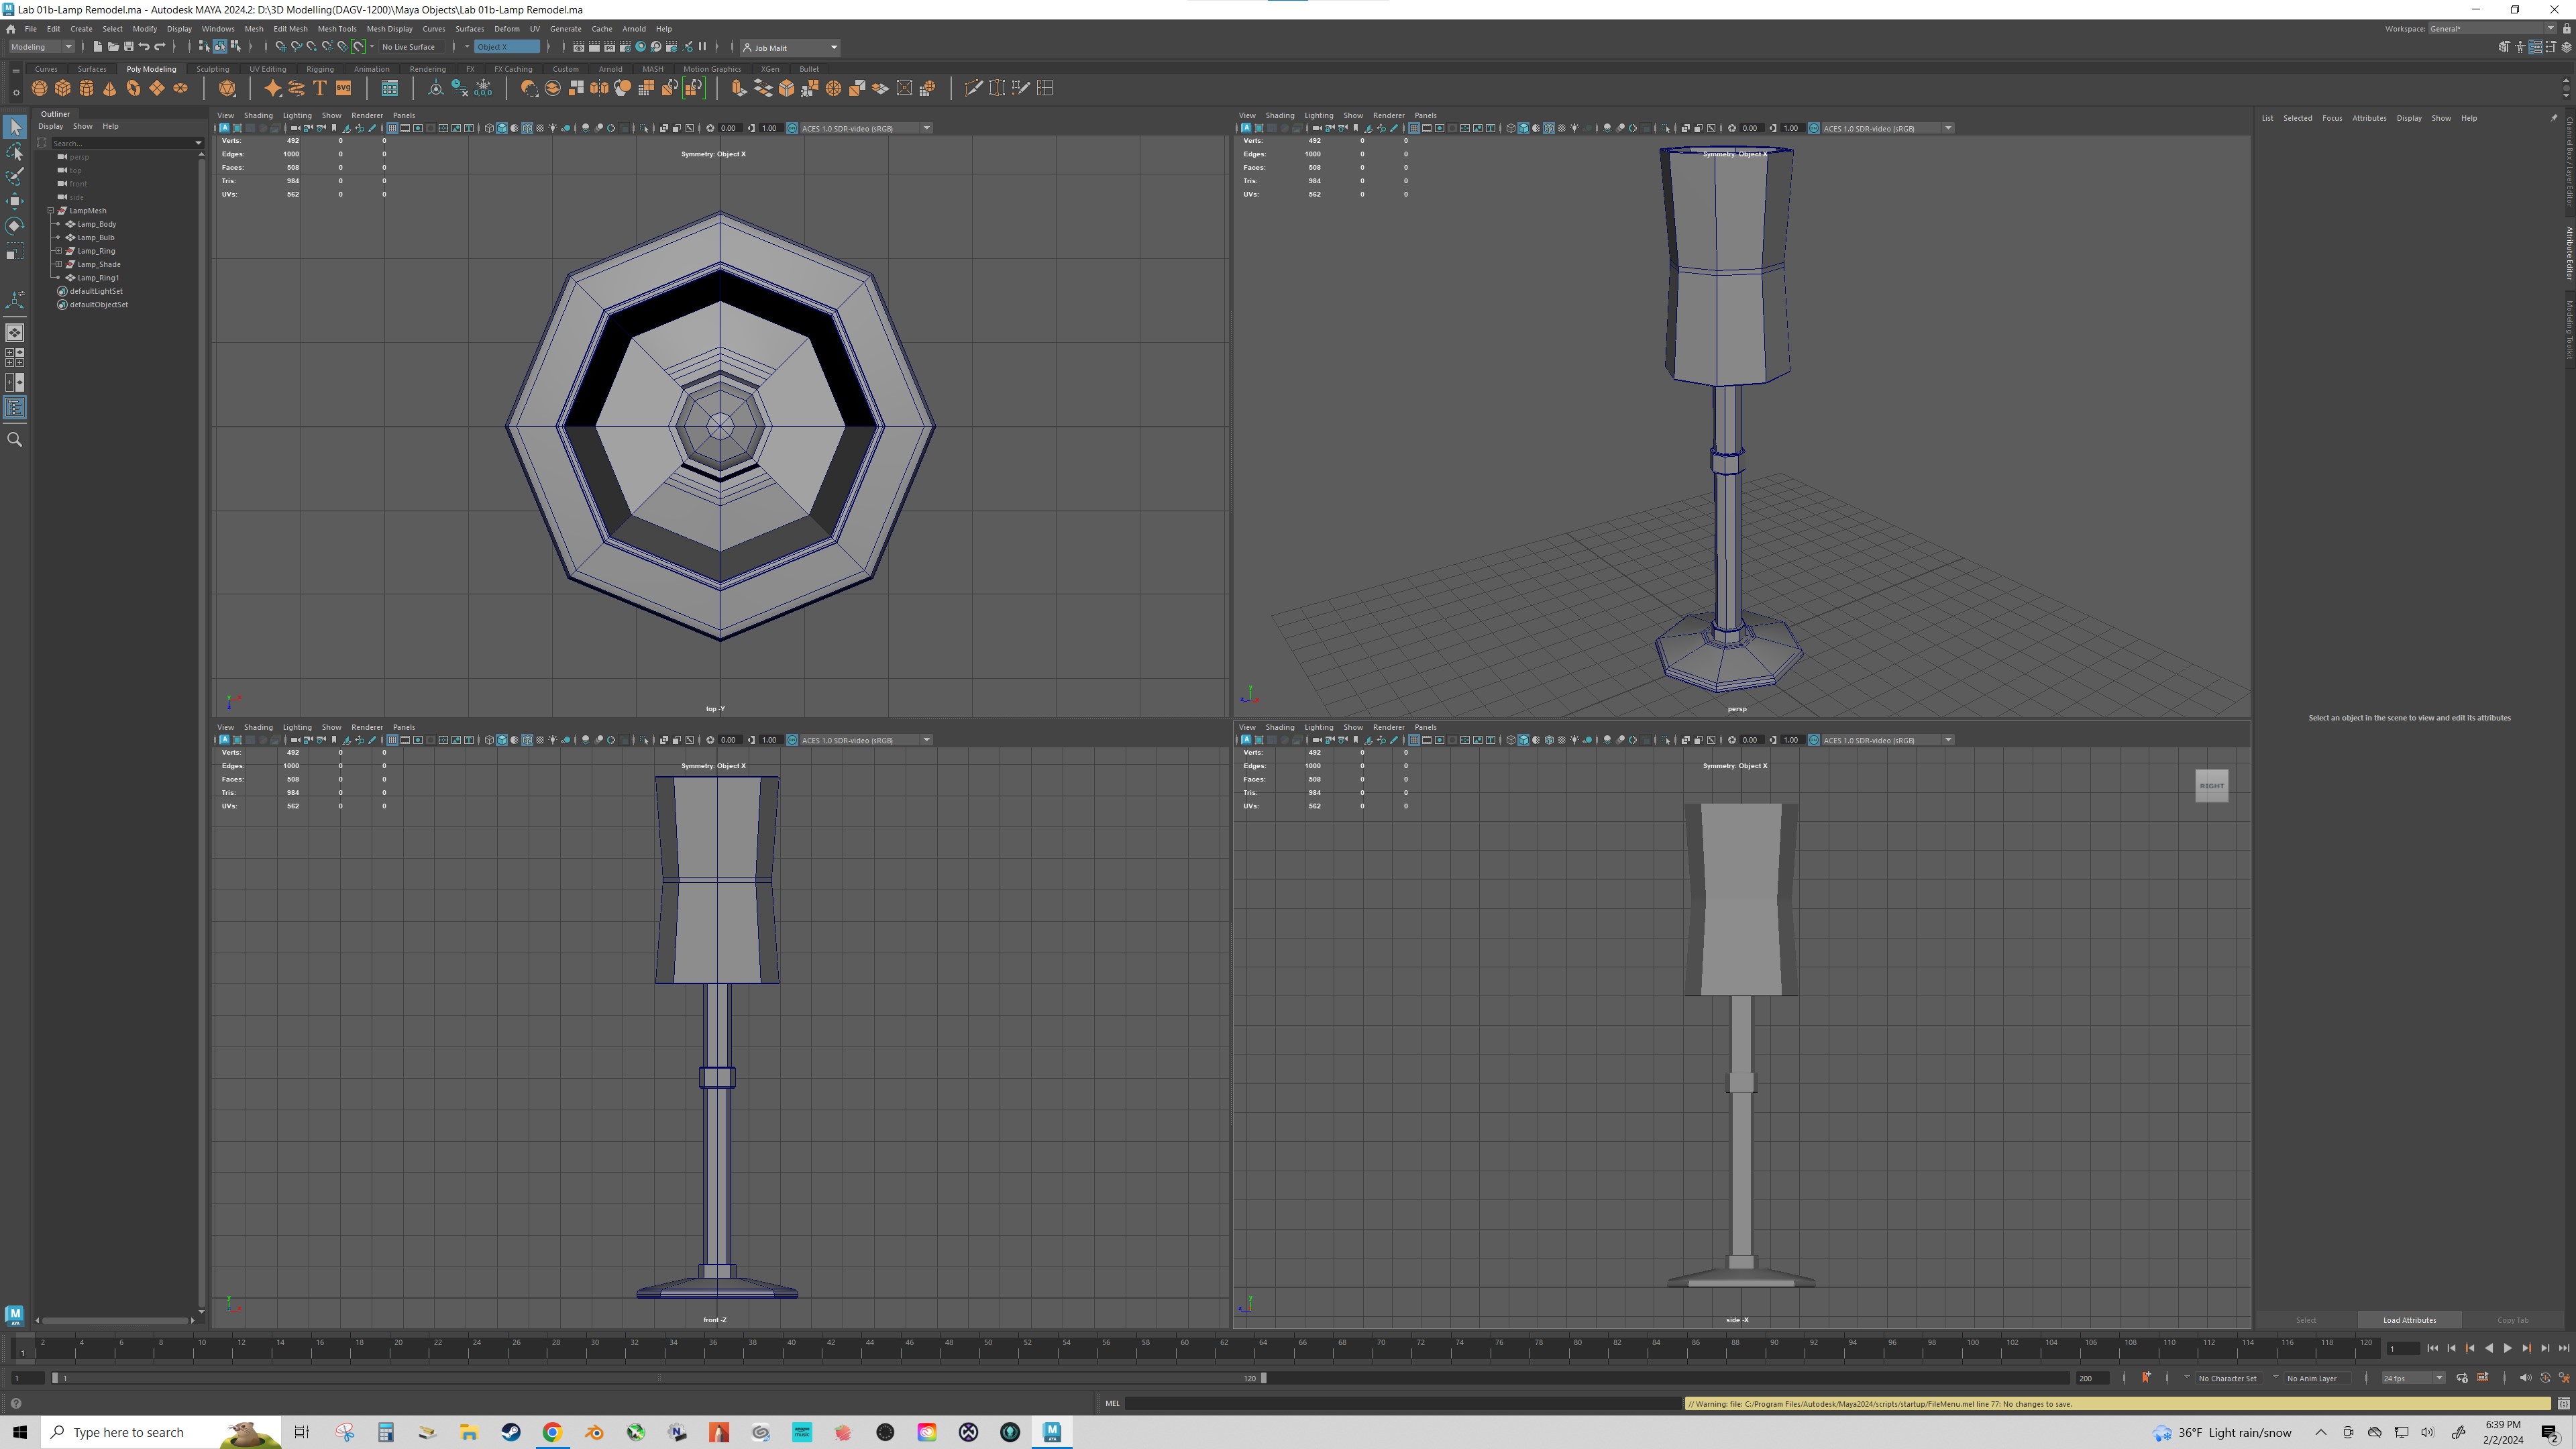 Lab 01b-Lamp Remodel.ma - Autodesk MAYA 2024.2: D:\3D Modelling(DAGV-1200)\Maya Objects\Lab 01b-Lamp Remodel.ma
File Edit Create Select Modify Display Windows Mesh Edit Mesh Mesh Tools Mesh Display Curves Surfaces Deform UV Generate Cache Arnold Help
Workspace: General*
Modeling
No Live Surface
Object X
Job Malit
Curves Surfaces Poly Modeling Sculpting UV Editing Rigging Animation Rendering FX FX Caching Custom Arnold MASH Motion Graphics XGen Bullet
SVG
0,0,0
Outliner
Display Show Help
Search...
persp
top
front
side
LampMesh
Lamp_Body
Lamp_Bulb
Lamp_Ring
Lamp_Shade
Lamp_Ring1
defaultLightSet
defaultObjectSet
View Shading Lighting Show Renderer Panels
0.00 1.00 ACES 1.0 SDR-video (sRGB)
Verts: 492 0 0
Edges: 1000 0 0
Faces: 508 0 0
Tris: 984 0 0
UVs: 562 0 0
Symmetry: Object X
top -Y
View Shading Lighting Show Renderer Panels
0.00 1.00 ACES 1.0 SDR-video (sRGB)
Verts: 492 0 0
Edges: 1000 0 0
Faces: 508 0 0
Tris: 984 0 0
UVs: 562 0 0
Symmetry: Object X
persp
View Shading Lighting Show Renderer Panels
0.00 1.00 ACES 1.0 SDR-video (sRGB)
Verts: 492 0 0
Edges: 1000 0 0
Faces: 508 0 0
Tris: 984 0 0
UVs: 562 0 0
Symmetry: Object X
front -Z
View Shading Lighting Show Renderer Panels
0.00 1.00 ACES 1.0 SDR-video (sRGB)
Verts: 492 0 0
Edges: 1000 0 0
Faces: 508 0 0
Tris: 984 0 0
UVs: 562 0 0
Symmetry: Object X
RIGHT
side -X
List Selected Focus Attributes Display Show Help
Select an object in the scene to view and edit its attributes
Select Load Attributes Copy Tab
Channel Box / Layer Editor
Attribute Editor
Modeling Toolkit
1 2 4 6 8 10 12 14 16 18 20 22 24 26 28 30 32 34 36 38 40 42 44 46 48 50 52 54 56 58 60 62 64 66 68 70 72 74 76 78 80 82 84 86 88 90 92 94 96 98 100 102 104 106 108 110 112 114 116 118 120
1
1 1 120 200 No Character Set No Anim Layer 24 fps
MEL
// Warning: file: C:/Program Files/Autodesk/Maya2024/scripts/startup/FileMenu.mel line 77: No changes to save.
Type here to search
36°F Light rain/snow
6:39 PM
2/2/2024
2